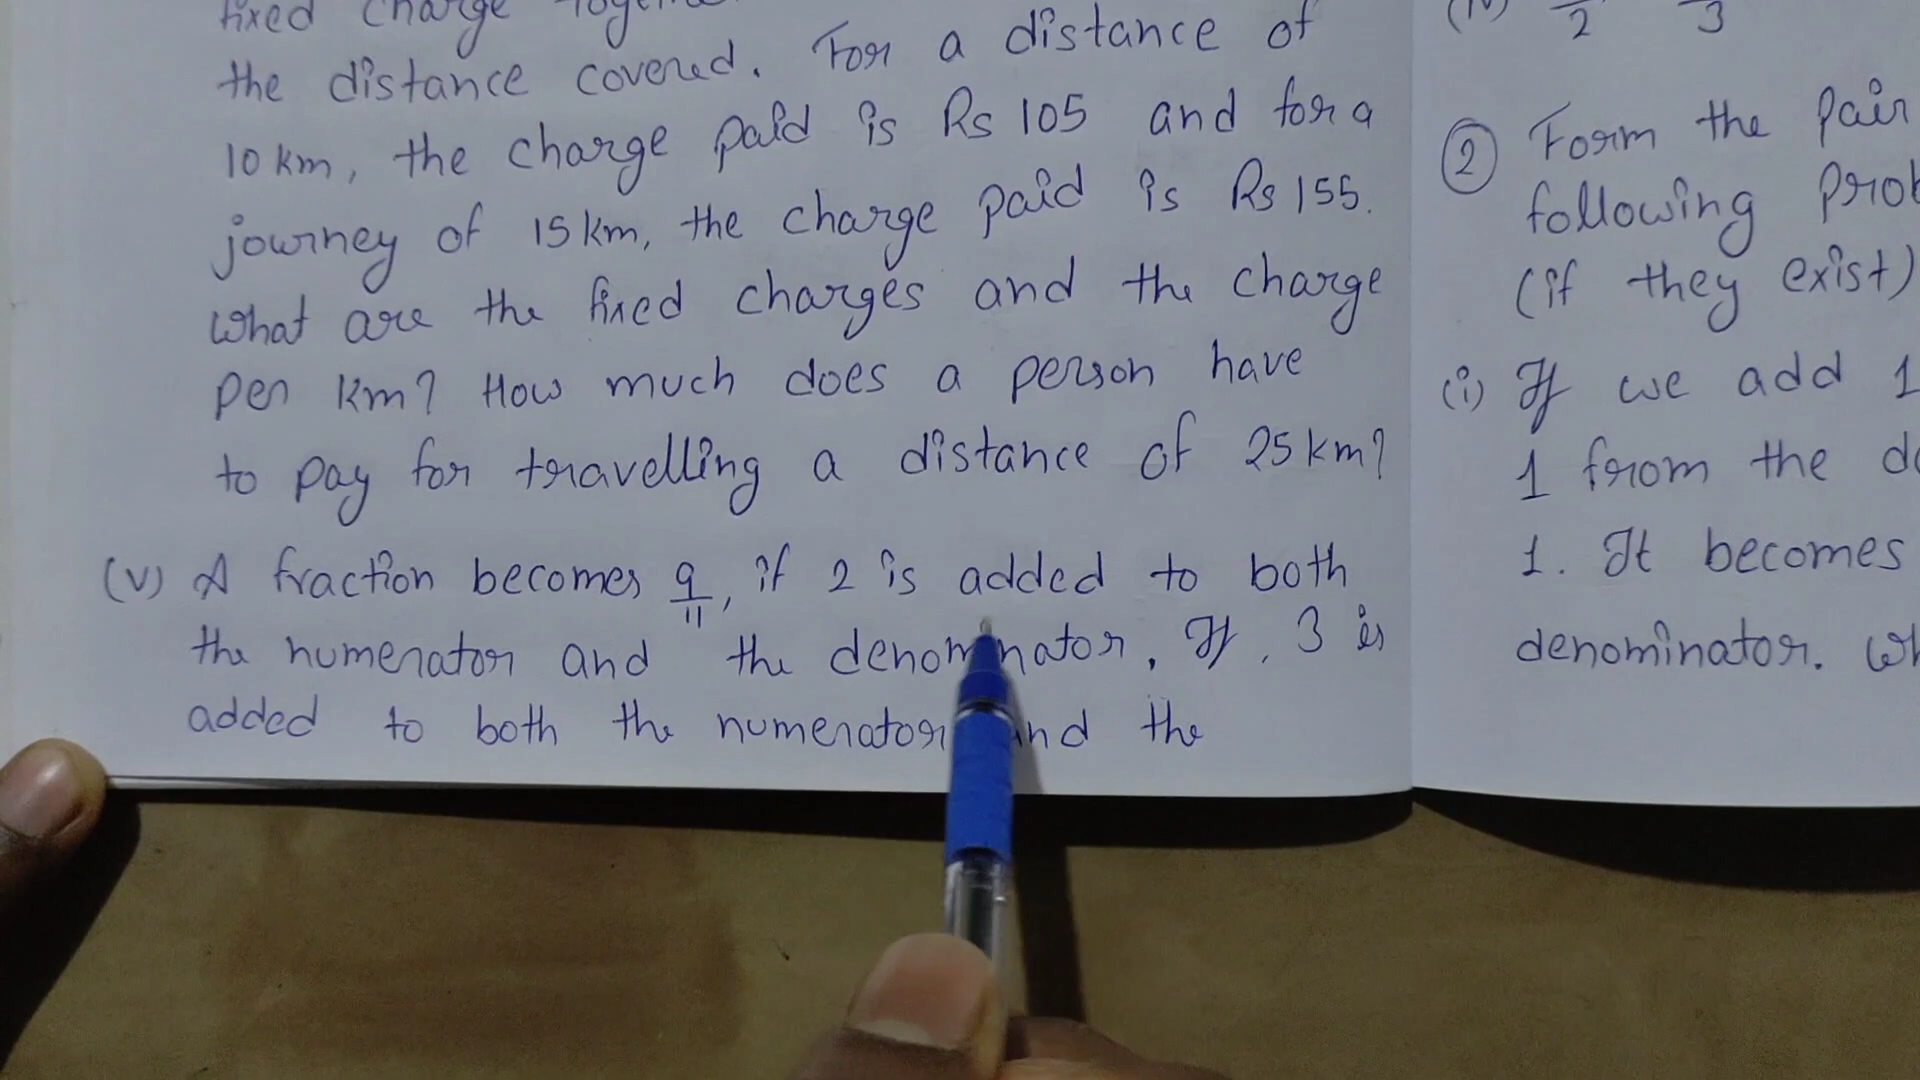 fixed charge
the distance covered. For a distance of
10 km, the charge paid is Rs 105 and for a
journey of 15 km, the charge paid is Rs 155.
What are the fixed charges and the charge
per km? How much does a person have
to pay for travelling a distance of 25 km?
(v) A fraction becomes 9/11, if 2 is added to both
the numerator and the denominator. If, 3 is
added to both the numerator and the
(iv) 2 3
② Form the pair
following
(if they exist)
(i) If we add 1
1 from the
1. It becomes
denominator.